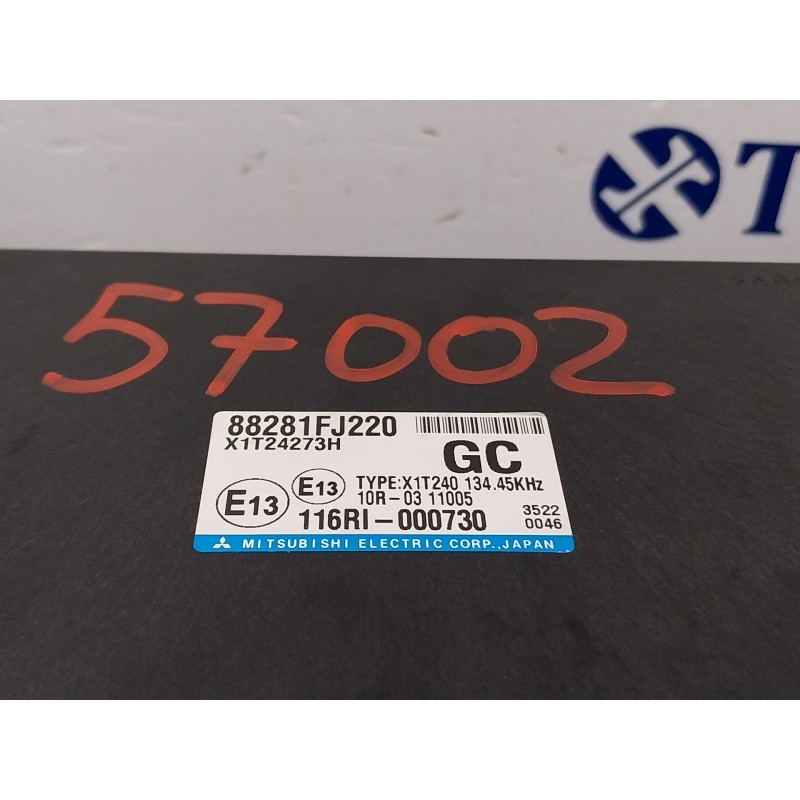 T
57002
88281FJ220
X1T24273H
GC
E13 E13
TYPE:X1T240 134.45KHz
10R-03 11005
116RI-000730
3522
0046
MITSUBISHI ELECTRIC CORP.,JAPAN